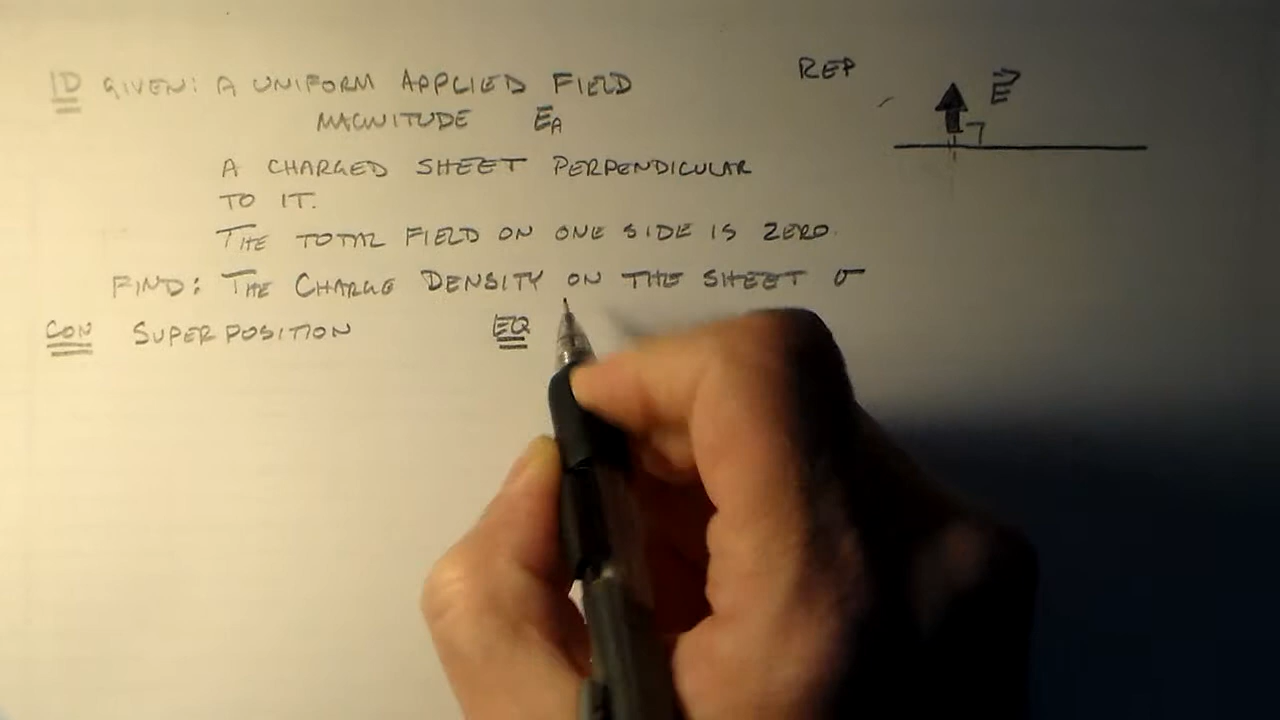 ID GIVEN: A UNIFORM APPLIED FIELD
MAGNITUDE E_A
A CHARGED SHEET PERPENDICULAR
TO IT.
THE TOTAL FIELD ON ONE SIDE IS ZERO.
FIND: THE CHARGE DENSITY ON THE SHEET σ
CON SUPERPOSITION
EQ
REP
E⃗